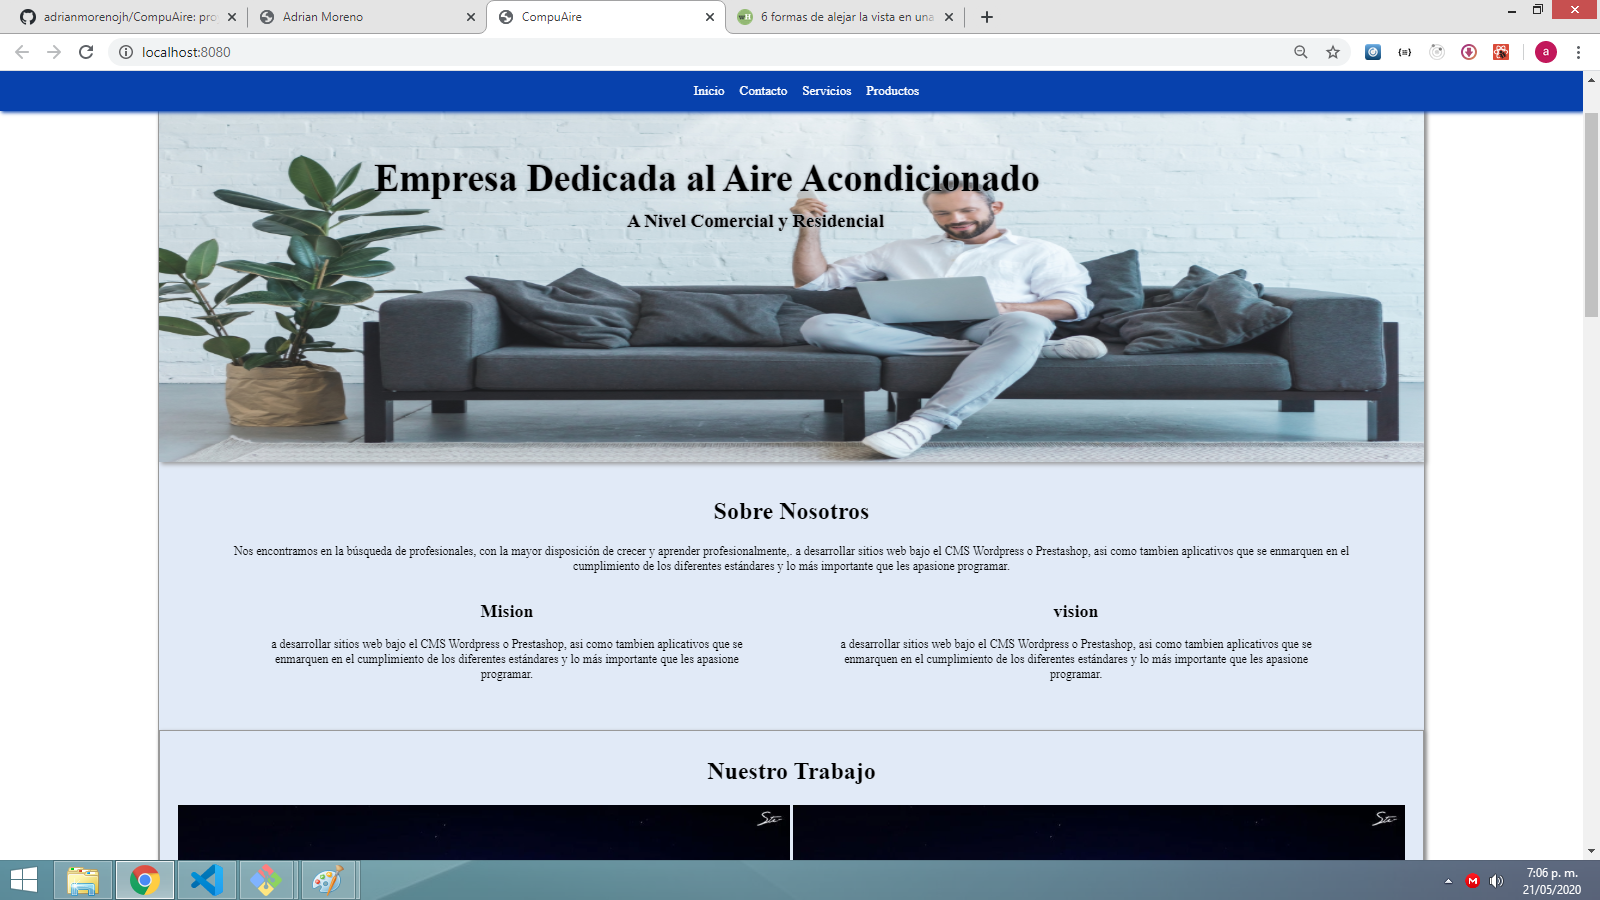 adrianmorenojh/CompuAire: pro
Adrian Moreno
CompuAire
6 formas de alejar la vista en una
localhost:8080
a
Inicio Contacto Servicios Productos
Empresa Dedicada al Aire Acondicionado
A Nivel Comercial y Residencial
Sobre Nosotros
Nos encontramos en la búsqueda de profesionales, con la mayor disposición de crecer y aprender profesionalmente,. a desarrollar sitios web bajo el CMS Wordpress o Prestashop, asi como tambien aplicativos que se enmarquen en el
cumplimiento de los diferentes estándares y lo más importante que les apasione programar.
Mision
a desarrollar sitios web bajo el CMS Wordpress o Prestashop, asi como tambien aplicativos que se
enmarquen en el cumplimiento de los diferentes estándares y lo más importante que les apasione
programar.
vision
a desarrollar sitios web bajo el CMS Wordpress o Prestashop, asi como tambien aplicativos que se
enmarquen en el cumplimiento de los diferentes estándares y lo más importante que les apasione
programar.
Nuestro Trabajo
7:06 p. m.
21/05/2020